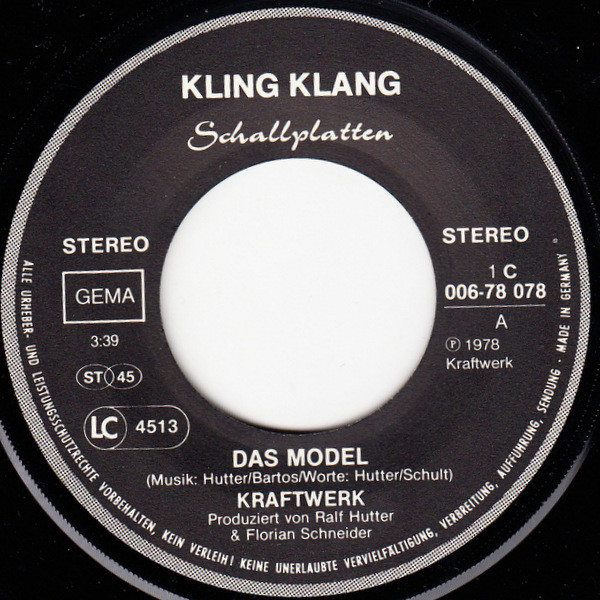 KLING KLANG
Schallplatten
STEREO
GEMA
3:39
ST 45
LC 4513
STEREO
1 C
006-78 078
A
℗ 1978
Kraftwerk
DAS MODEL
(Musik: Hutter/Bartos/Worte: Hutter/Schult)
KRAFTWERK
Produziert von Ralf Hutter
& Florian Schneider
ALLE URHEBER- UND LEISTUNGSSCHUTZRECHTE VORBEHALTEN, KEIN VERLEIH! KEINE UNERLAUBTE VERVIELFÄLTIGUNG, VERBREITUNG, AUFFÜHRUNG, SENDUNG · MADE IN GERMANY